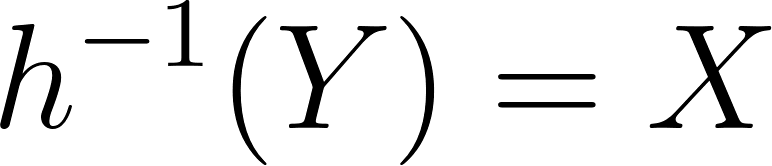 h⁻¹(Y) = X